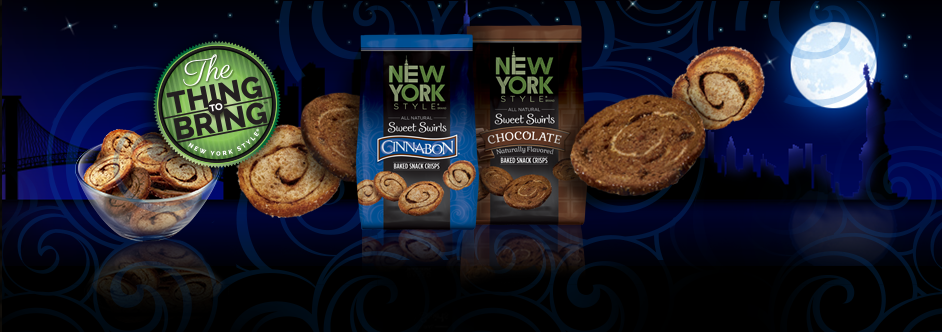 The
THING
TO
BRING
NEW YORK STYLE
NEW
YORK
STYLE
ALL NATURAL
Sweet Swirls
CINNABON
BAKED SNACK CRISPS
NEW
YORK
STYLE
ALL NATURAL
Sweet Swirls
CHOCOLATE
Naturally Flavored
BAKED SNACK CRISPS